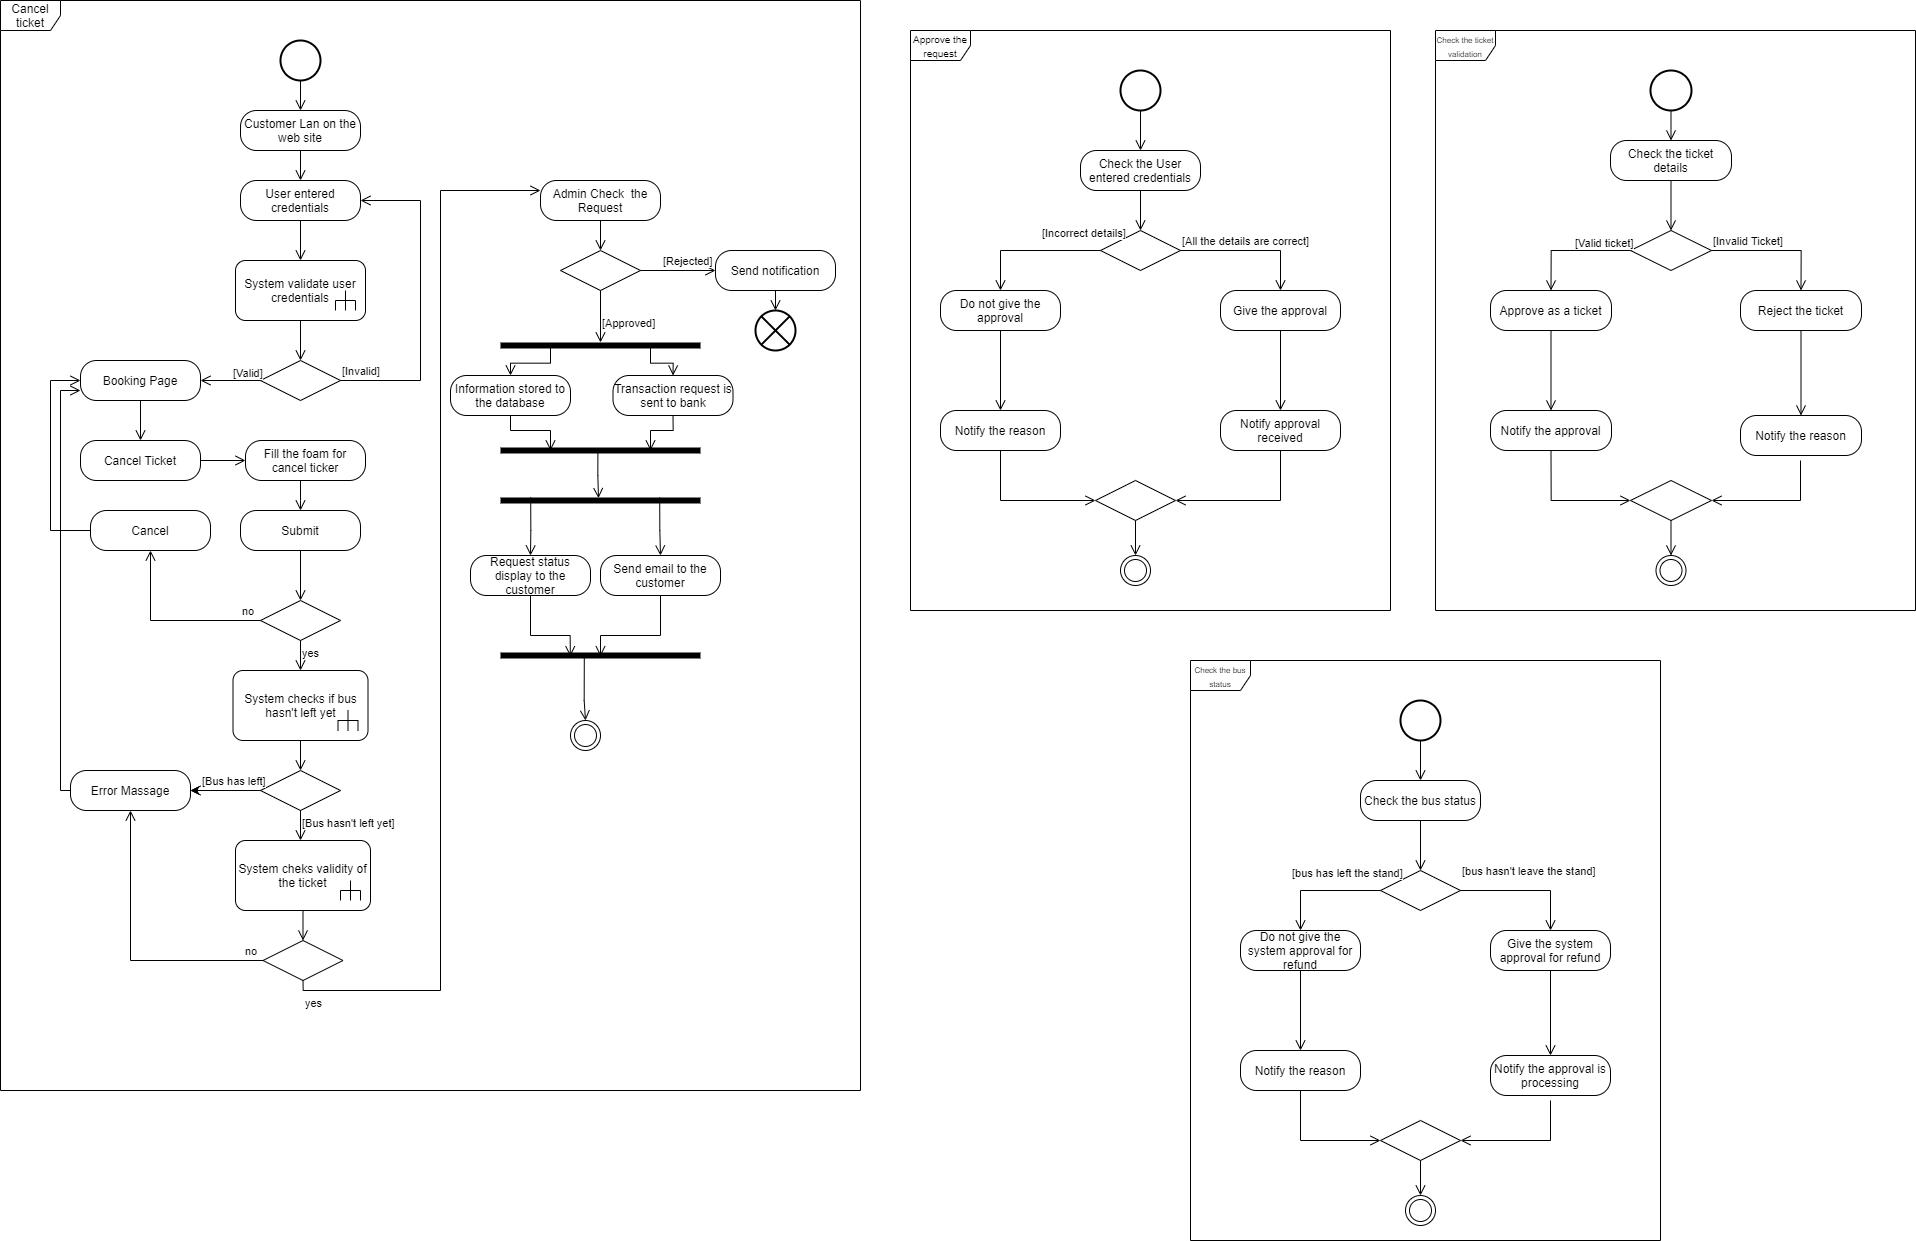 Cancel
ticket
Customer Lan on the
web site
User entered
credentials
System validate user
credentials
[Valid]
[Invalid]
Booking Page
Cancel Ticket
Fill the foam for
cancel ticker
Cancel
Submit
no
yes
System checks if bus
hasn't left yet
[Bus has left]
Error Massage
[Bus hasn't left yet]
System cheks validity of
the ticket
no
yes
Admin Check the
Request
[Rejected]
Send notification
[Approved]
Information stored to
the database
Transaction request is
sent to bank
Request status
display to the
customer
Send email to the
customer
Approve the
request
Check the User
entered credentials
[Incorrect details]
[All the details are correct]
Do not give the
approval
Give the approval
Notify the reason
Notify approval
received
Check the ticket
validation
Check the ticket
details
[Valid ticket]
[Invalid Ticket]
Approve as a ticket
Reject the ticket
Notify the approval
Notify the reason
Check the bus
status
Check the bus status
[bus has left the stand]
[bus hasn't leave the stand]
Do not give the
system approval for
refund
Give the system
approval for refund
Notify the reason
Notify the approval is
processing